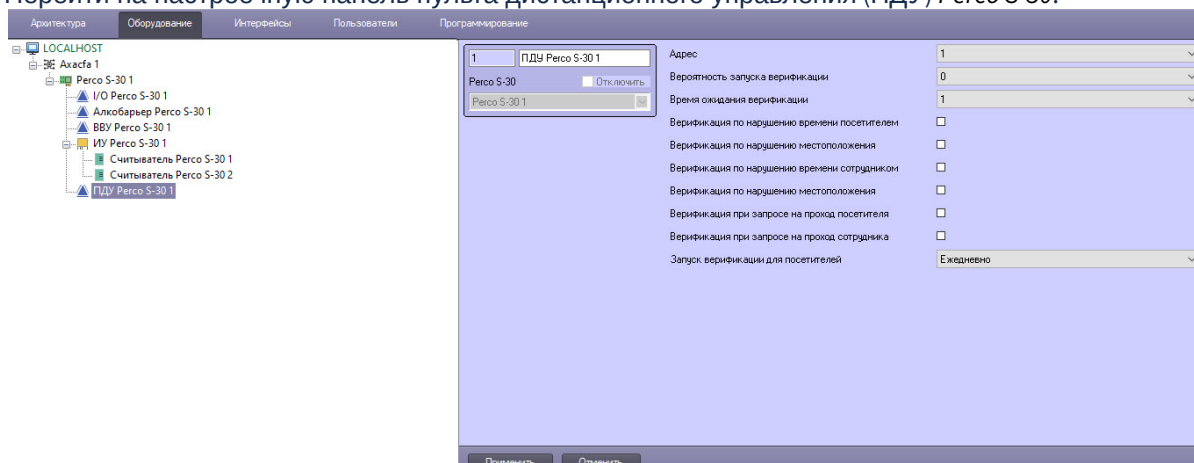 Перейти на настроечную панель пульта дистанционного управления (ПДУ) Perco S-30.
Архитектура Оборудование Интерфейсы Пользователи Программирование
LOCALHOST
Axacfa 1
Perco S-30 1
I/O Perco S-30 1
Алкобарьер Perco S-30 1
ВВУ Perco S-30 1
ИУ Perco S-30 1
Считыватель Perco S-30 1
Считыватель Perco S-30 2
ПДУ Perco S-30 1
1 ПДУ Perco S-30 1
Perco S-30 Отключить
Perco S-30 1
Адрес 1
Вероятность запуска верификации 0
Время ожидания верификации 1
Верификация по нарушению времени посетителем
Верификация по нарушению местоположения
Верификация по нарушению времени сотрудником
Верификация по нарушению местоположения
Верификация при запросе на проход посетителя
Верификация при запросе на проход сотрудника
Запуск верификации для посетителей Ежедневно
Применить Отменить